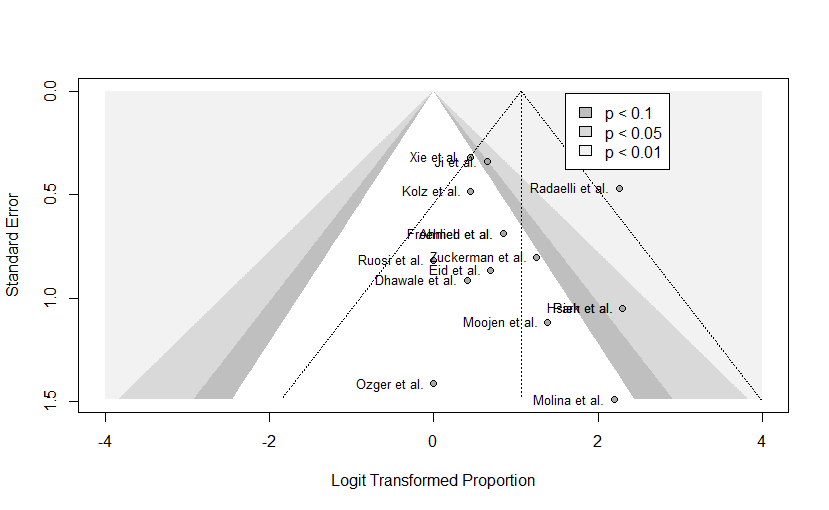 p < 0.1
p < 0.05
p < 0.01
0.0
0.5
1.0
1.5
Standard Error
Xie et al.
Ji et al.
Kolz et al.
Radaelli et al.
Ahmed et al.
Ruosi et al.
Zuckerman et al.
Eid et al.
Dhawale et al.
Park et al.
Moojen et al.
Ozger et al.
Molina et al.
-4
-2
0
2
4
Logit Transformed Proportion